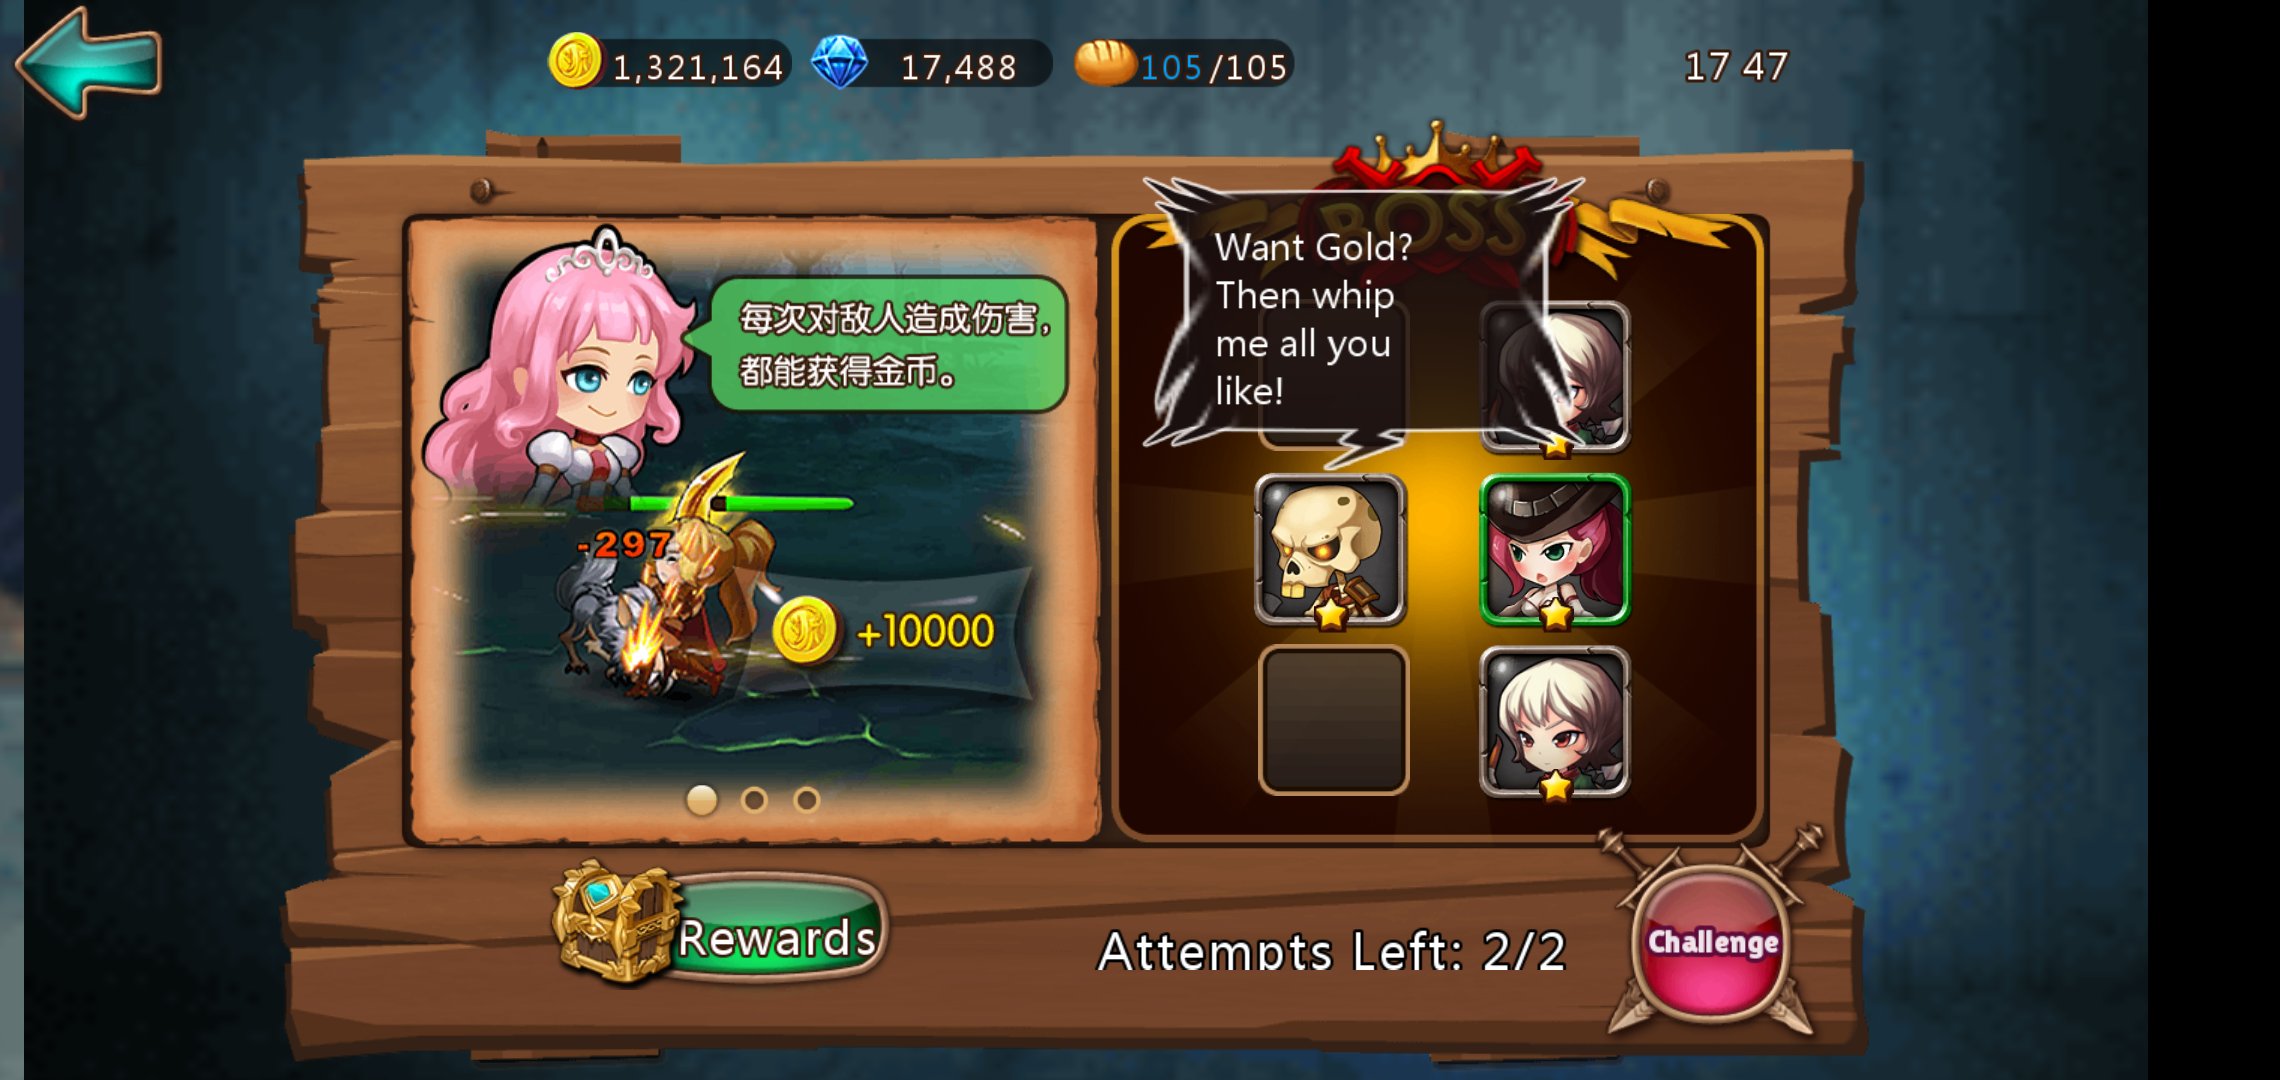 1,321,164
17,488
105/105
17 47
BOSS
Want Gold?
Then whip
me all you
like!
每次对敌人造成伤害,
都能获得金币。
-297
+10000
Rewards
Attempts Left: 2/2
Challenge